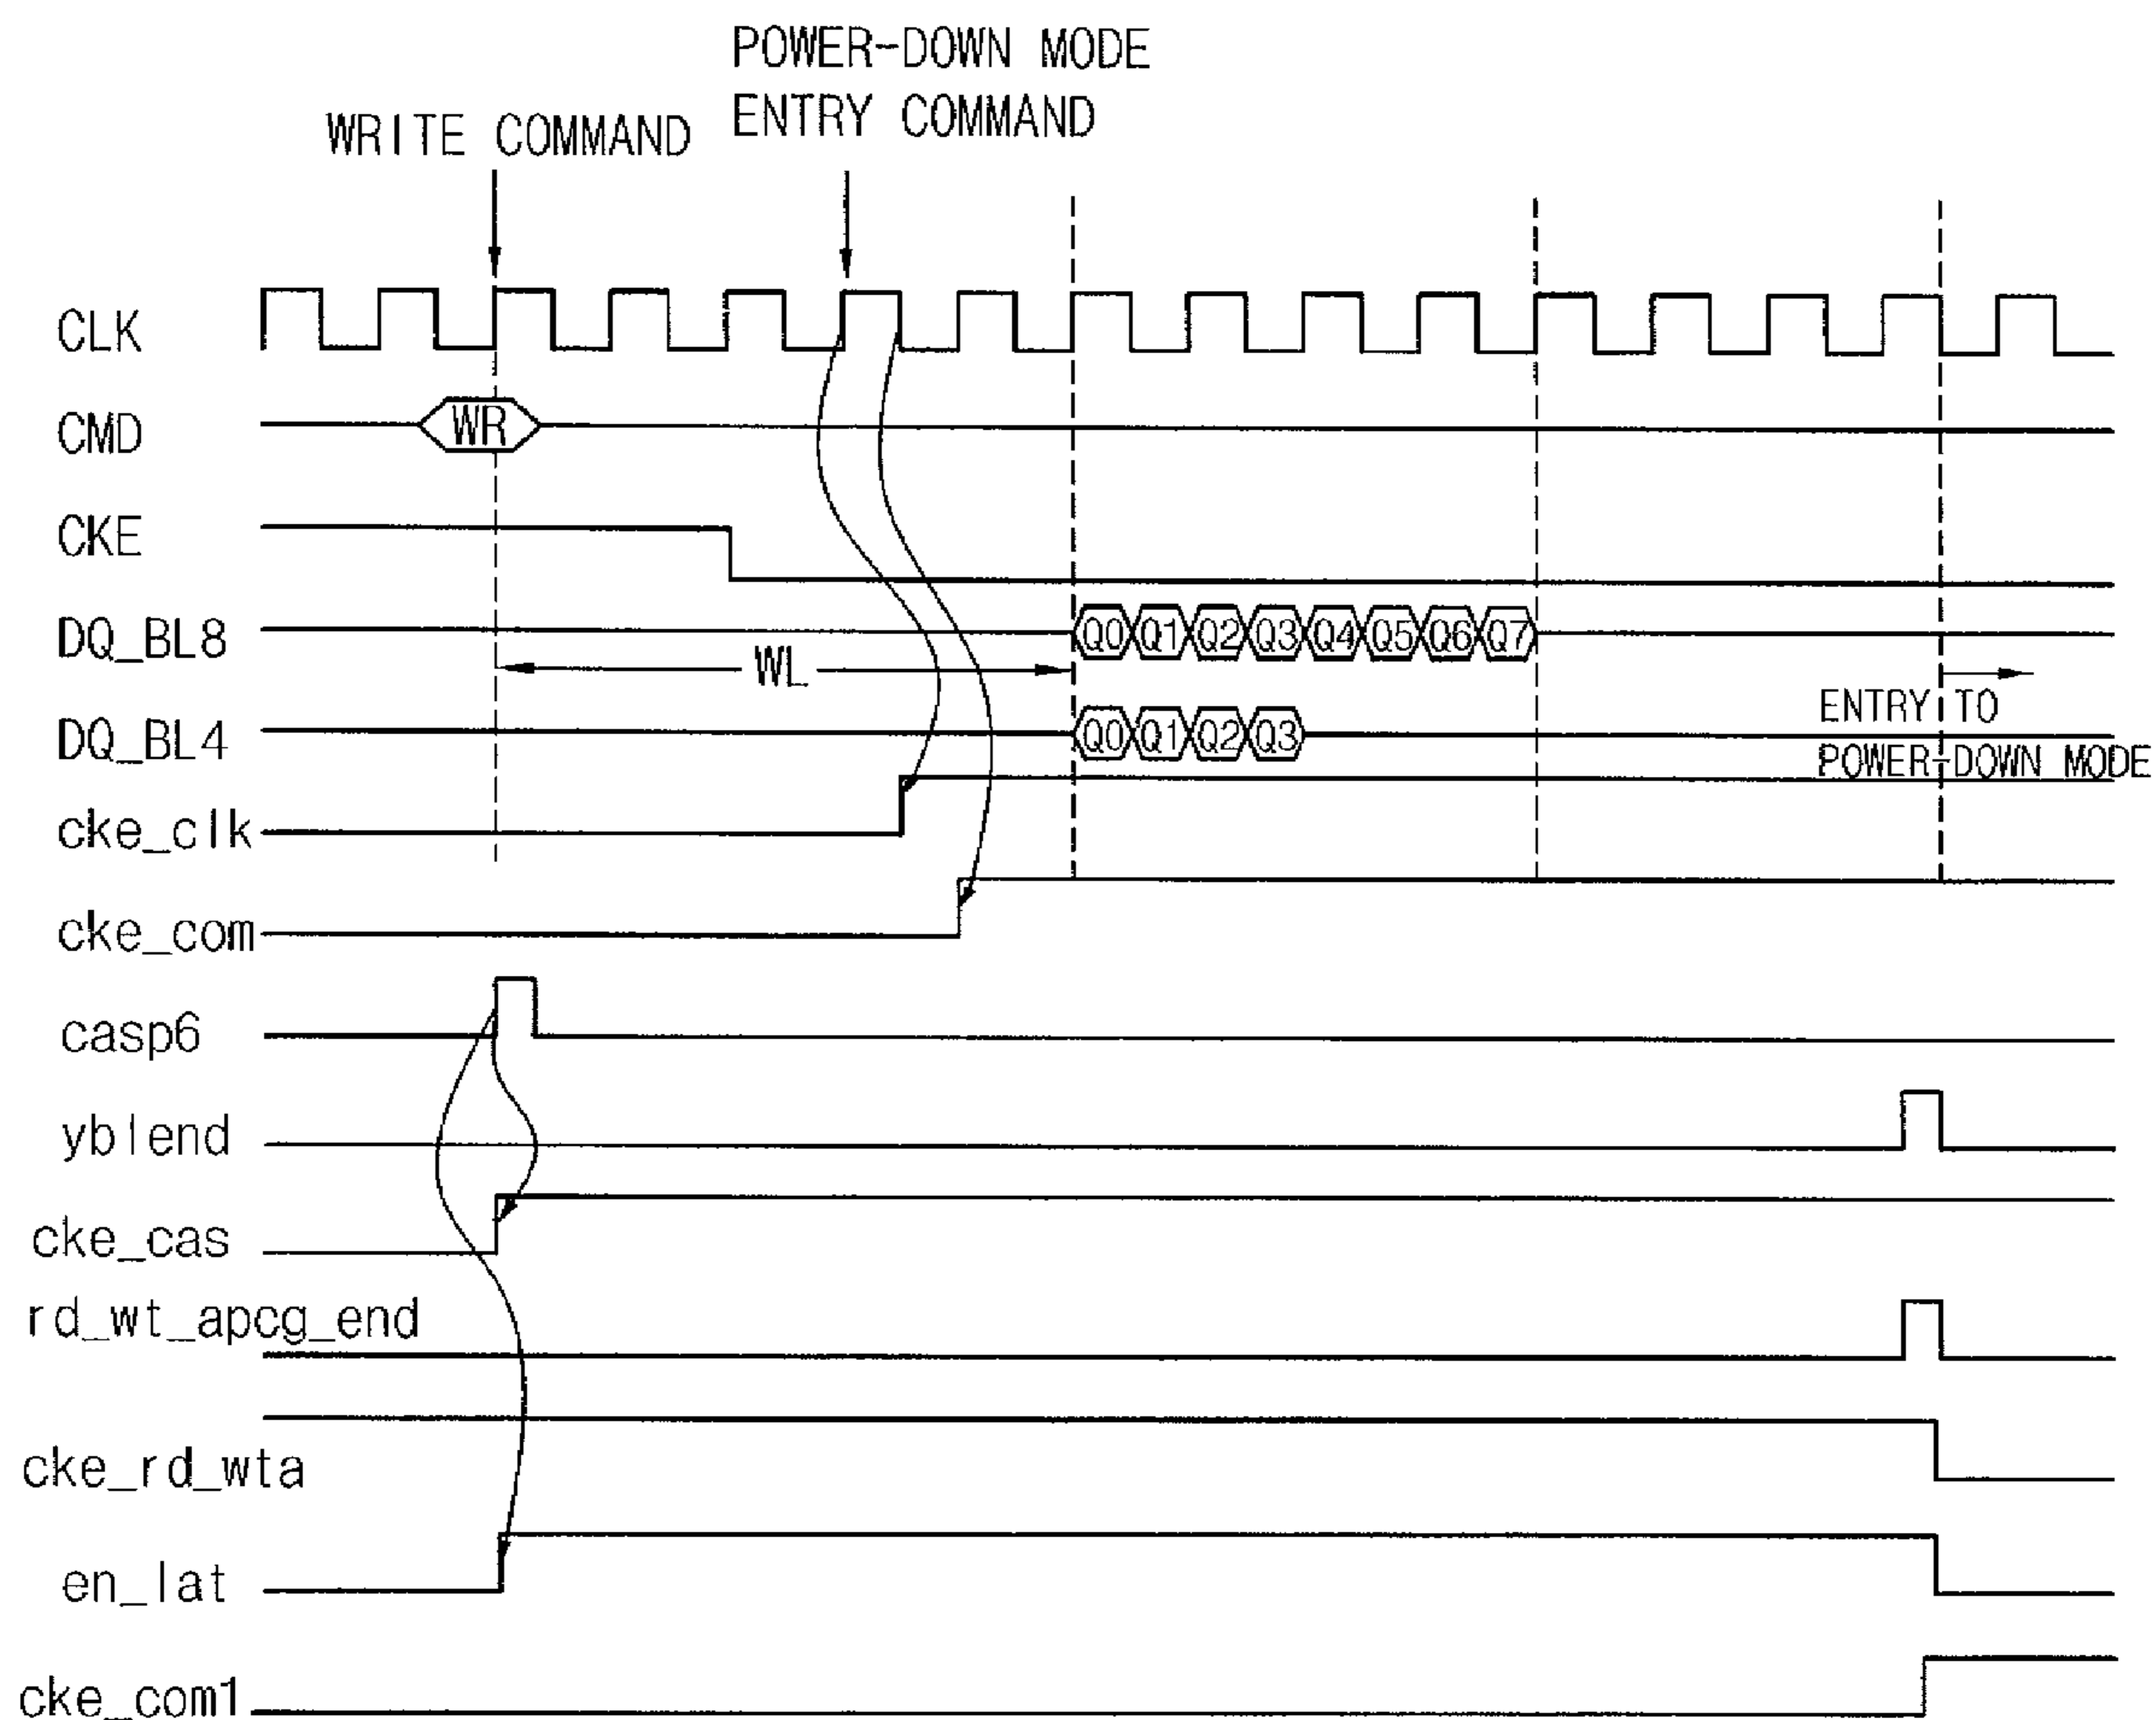 POWER-DOWN MODE
ENTRY COMMAND
WRITE COMMAND
CLK
CMD
WR
CKE
DQ_BL8
Q0 Q1 Q2 Q3 Q4 Q5 Q6 Q7
WL
ENTRY TO
DQ_BL4
Q0 Q1 Q2 Q3
POWER-DOWN MODE
cke_clk
cke_com
casp6
yblend
cke_cas
rd_wt_apcg_end
cke_rd_wta
en_lat
cke_com1